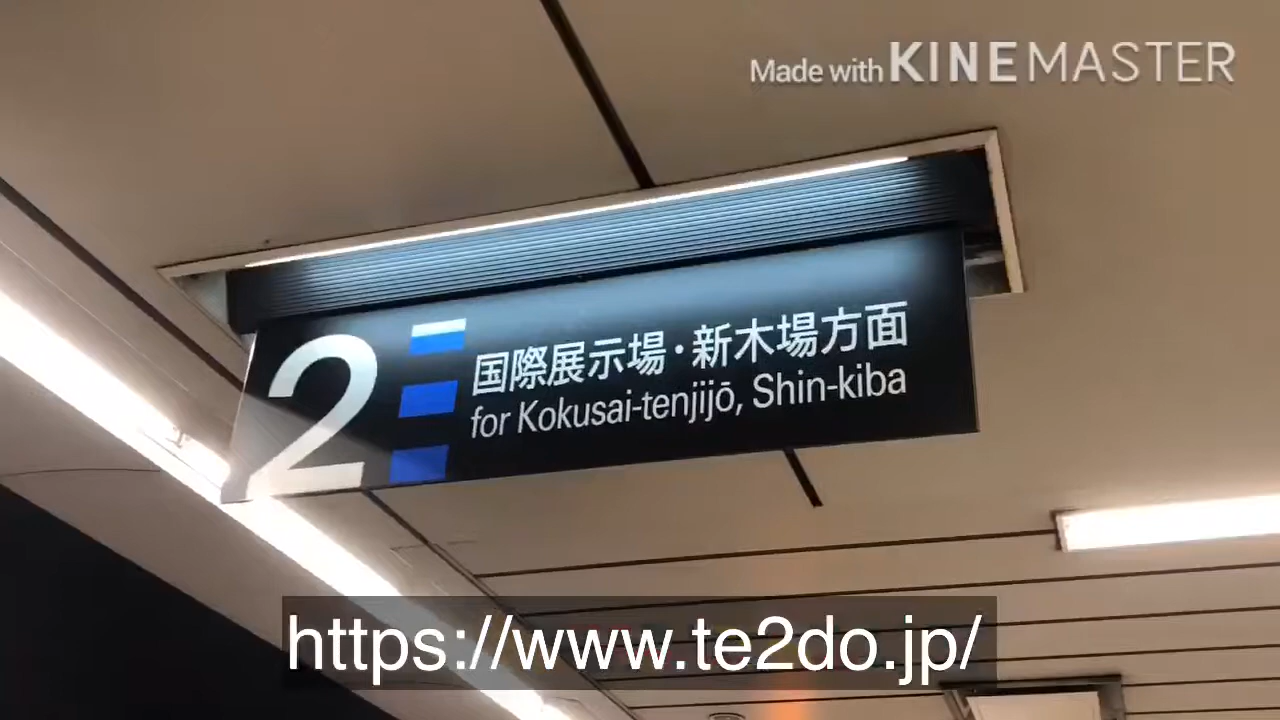 Made with KINEMASTER
2
国際展示場・新木場方面
for Kokusai-tenjijō, Shin-kiba
https://www.te2do.jp/